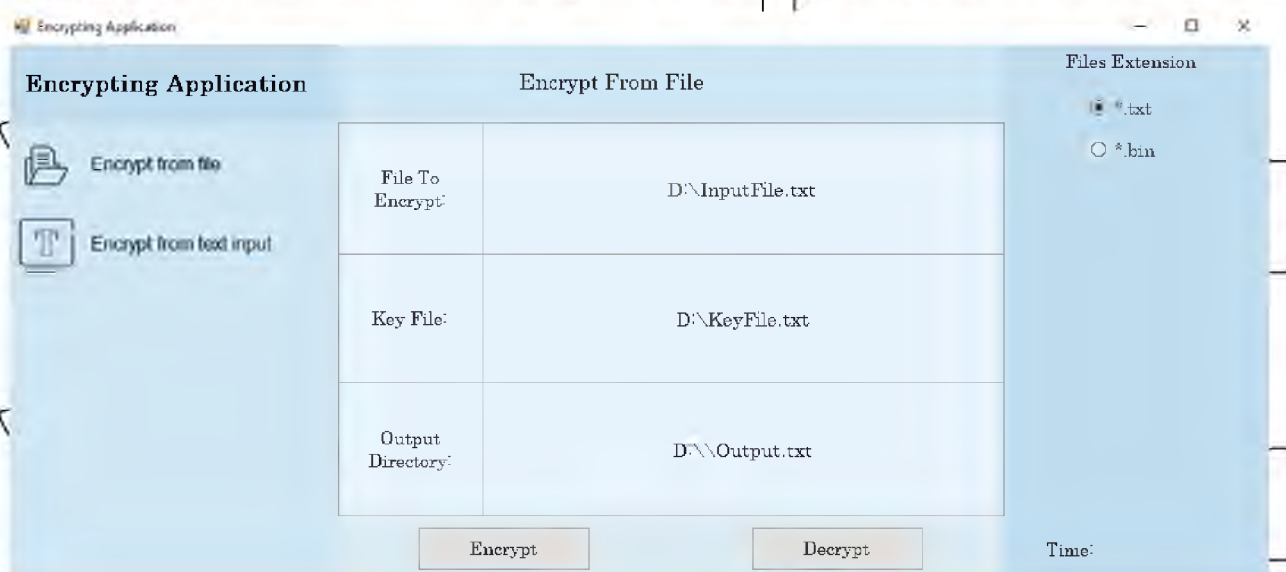 Encrypting Application
Encrypting Application
Encrypt from file
Encrypt from text input
Encrypt From File
File To
Encrypt:
D:\InputFile.txt
Key File:
D:\KeyFile.txt
Output
Directory:
D:\\Output.txt
Encrypt
Decrypt
Files Extension
*.txt
*.bin
Time: